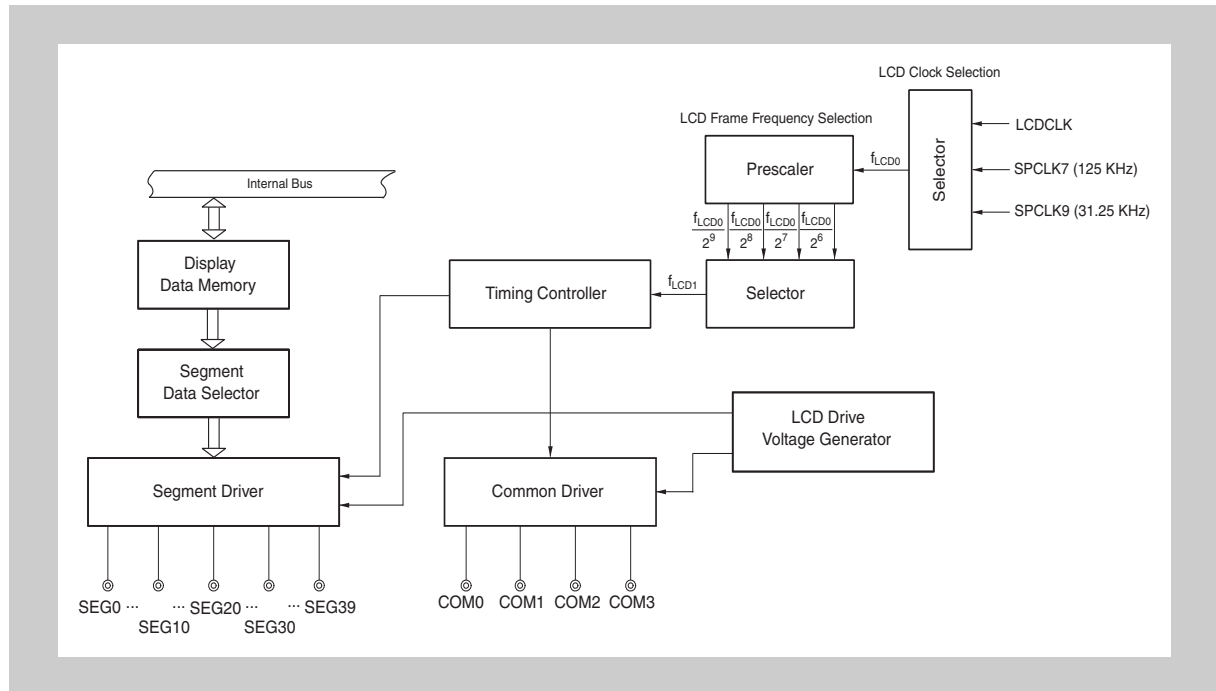 LCD Clock Selection
LCD Frame Frequency Selection
LCDCLK
SPCLK7 (125 KHz)
SPCLK9 (31.25 KHz)
Selector
fLCD0
Prescaler
Internal Bus
fLCD0 fLCD0 fLCD0 fLCD0
2⁹ 2⁸ 2⁷ 2⁶
Display
Data Memory
Timing Controller
fLCD1
Selector
Segment
Data Selector
LCD Drive
Voltage Generator
Segment Driver
Common Driver
SEG0 ··· ··· SEG20 ··· ··· SEG39
SEG10 SEG30
COM0 COM1 COM2 COM3